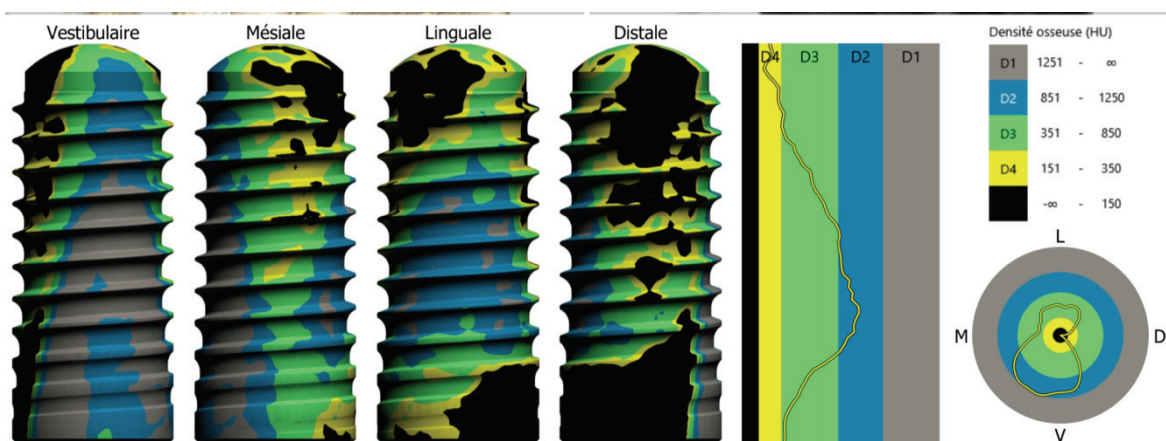 Vestibulaire Mésiale Linguale Distale
D4 D3 D2 D1
Densité osseuse (HU)
D1 1251 - ∞
D2 851 - 1250
D3 351 - 850
D4 151 - 350
-∞ - 150
L
M D
V